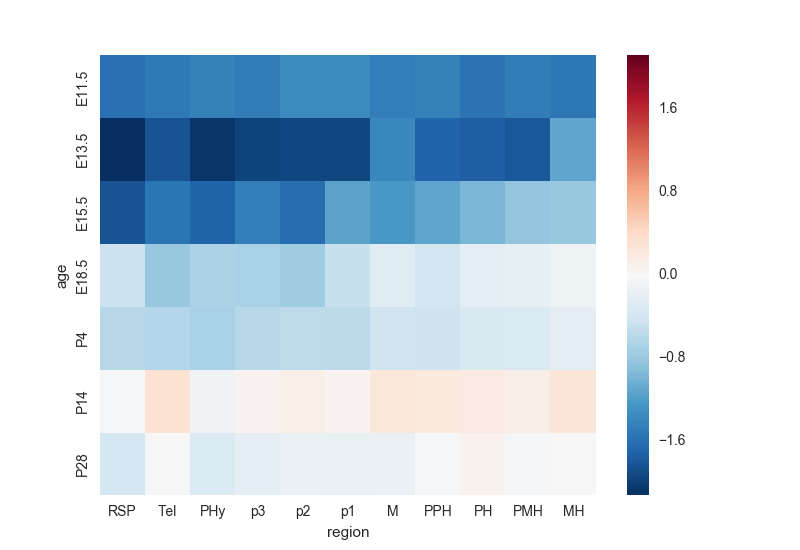 age
E11.5
E13.5
E15.5
E18.5
P4
P14
P28
RSP Tel PHy p3 p2 p1 M PPH PH PMH MH
region
1.6
0.8
0.0
−0.8
−1.6